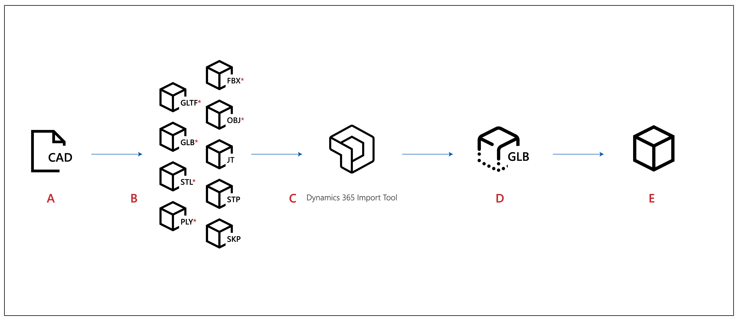 CAD
A
B
GLTF*
GLB*
STL*
PLY*
FBX*
OBJ*
JT
STP
SKP
C Dynamics 365 Import Tool
GLB
D
E